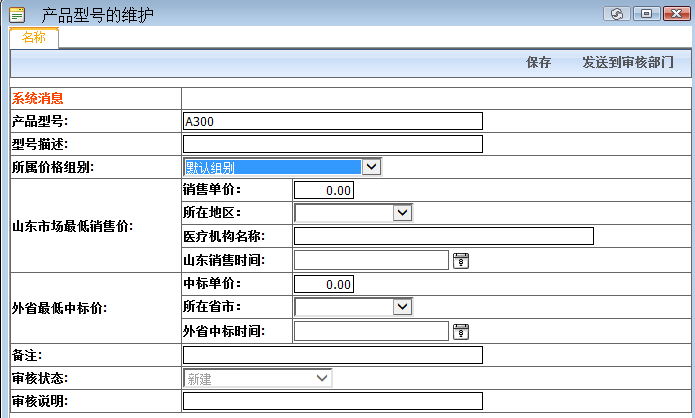 产品型号的维护
名称
保存 发送到审核部门
系统消息
产品型号: A300
型号描述:
所属价格组别: 默认组别
山东市场最低销售价:
销售单价: 0.00
所在地区:
医疗机构名称:
山东销售时间:
外省最低中标价:
中标单价: 0.00
所在省市:
外省中标时间:
备注:
审核状态: 新建
审核说明: